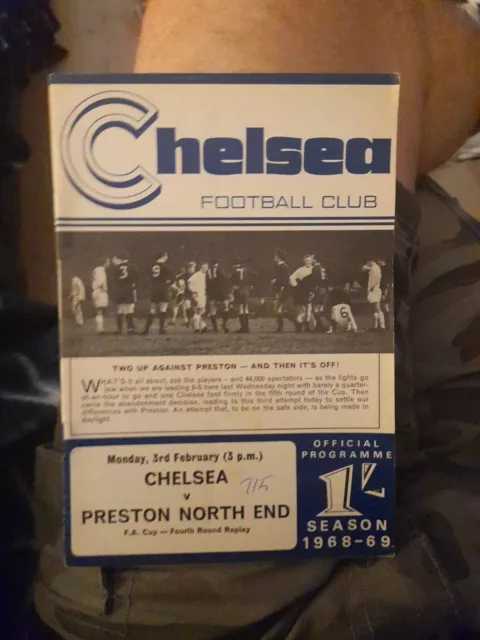 Chelsea
FOOTBALL CLUB
3
9
6
TWO UP AGAINST PRESTON — AND THEN IT'S OFF!
WHAT'S it all about, ask the players - and 44,000 spectators — as the lights go
out when we are leading 2-0 here last Wednesday night with barely a quarter-
of-an-hour to go and one Chelsea foot firmly in the fifth round of the Cup. Then
came the abandonment decision, leading to this third attempt today to settle our
differences with Preston. An attempt that, to be on the safe side, is being made in
daylight
Monday, 3rd February (3 p.m.)
CHELSEA
v
PRESTON NORTH END
F.A. Cup — Fourth Round Replay
OFFICIAL
PROGRAMME
1/-
SEASON
1968-69